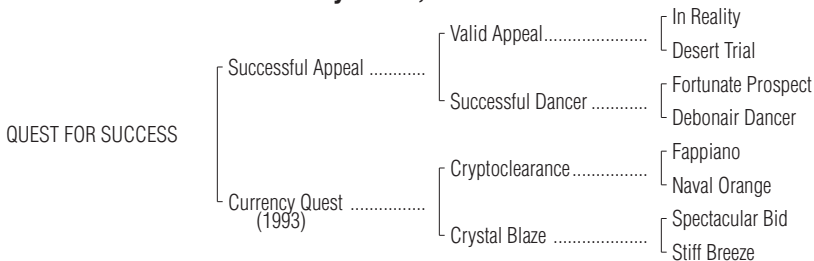 In Reality
Valid Appeal......................
Desert Trial
Successful Appeal ............
Fortunate Prospect
Successful Dancer ............
Debonair Dancer
QUEST FOR SUCCESS
Fappiano
Cryptoclearance................
Naval Orange
Currency Quest ................
(1993)
Spectacular Bid
Crystal Blaze ....................
Stiff Breeze